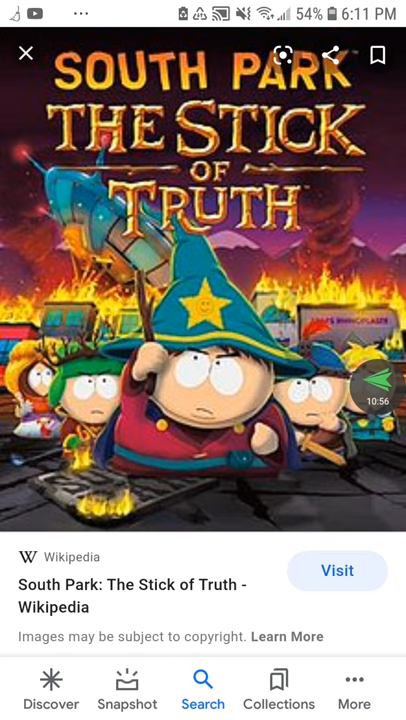 54% 6:11 PM
SOUTH PARK
THE STICK
OF
TRUTH
10:56
W Wikipedia
South Park: The Stick of Truth -
Wikipedia
Visit
Images may be subject to copyright. Learn More
Discover Snapshot Search Collections More